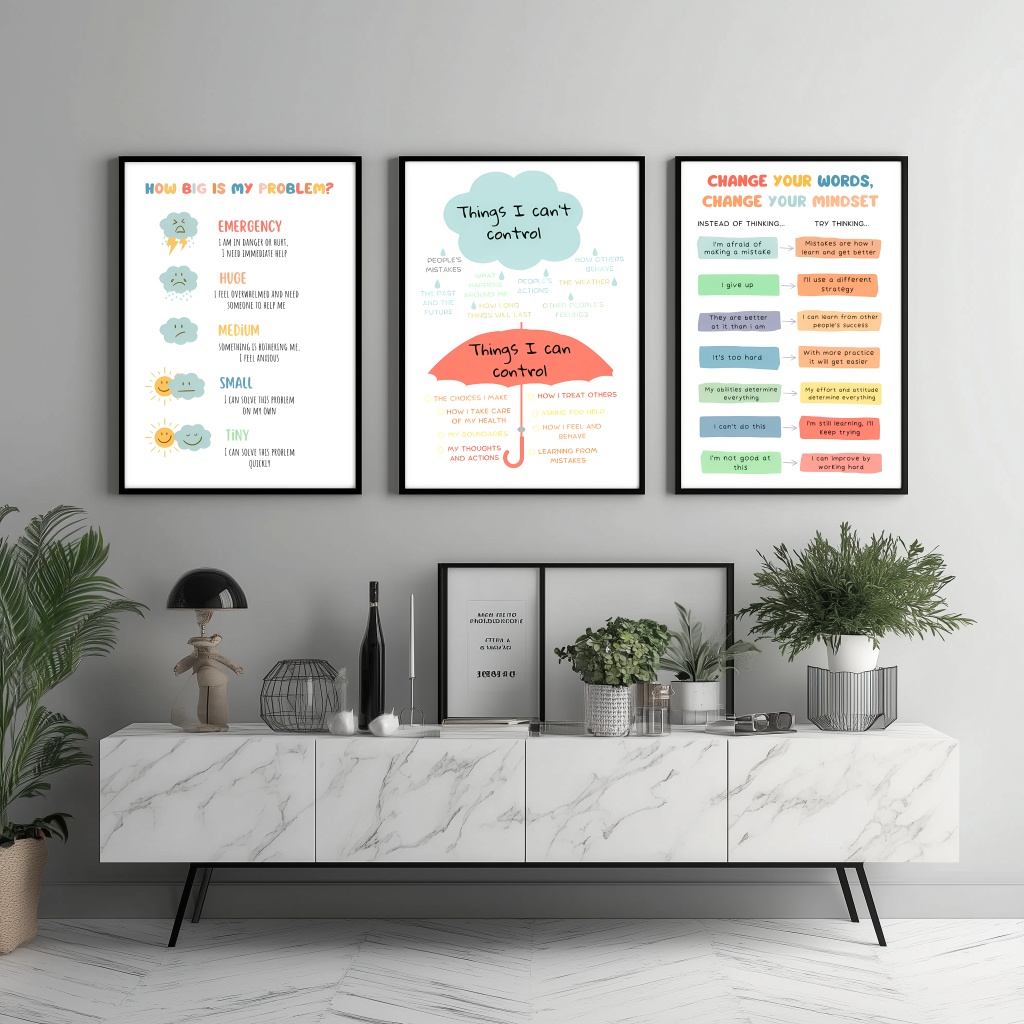 HOW BIG IS MY PROBLEM?
EMERGENCY
I AM IN DANGER OR HURT,
I NEED IMMEDIATE HELP
HUGE
I FEEL OVERWHELMED AND NEED
SOMEONE TO HELP ME
MEDIUM
SOMETHING IS BOTHERING ME,
I FEEL ANXIOUS
SMALL
I CAN SOLVE THIS PROBLEM
ON MY OWN
TINY
I CAN SOLVE THIS PROBLEM
QUICKLY
Things I can't
control
PEOPLE'S
MISTAKES
HOW OTHERS
BEHAVE
WHAT
HAPPENS
AROUND ME
PEOPLE'S
ACTIONS
THE WEATHER
THE PAST
AND THE
FUTURE
HOW LONG
THINGS WILL LAST
OTHER PEOPLE'S
FEELINGS
Things I can
control
THE CHOICES I MAKE
HOW I TAKE CARE
OF MY HEALTH
MY BOUNDARIES
MY THOUGHTS
AND ACTIONS
HOW I TREAT OTHERS
ASKING FOR HELP
HOW I FEEL AND
BEHAVE
LEARNING FROM
MISTAKES
CHANGE YOUR WORDS,
CHANGE YOUR MINDSET
INSTEAD OF THINKING... TRY THINKING...
I'm afraid of
making a mistake
Mistakes are how I
learn and get better
I give up
I'll use a different
strategy
They are better
at it than i am
I can learn from other
people's success
It's too hard
With more practice
it will get easier
My abilities determine
everything
My effort and attitude
determine everything
I can't do this
I'm still learning, I'll
Keep trying
I'm not good at
this
I can improve by
working hard